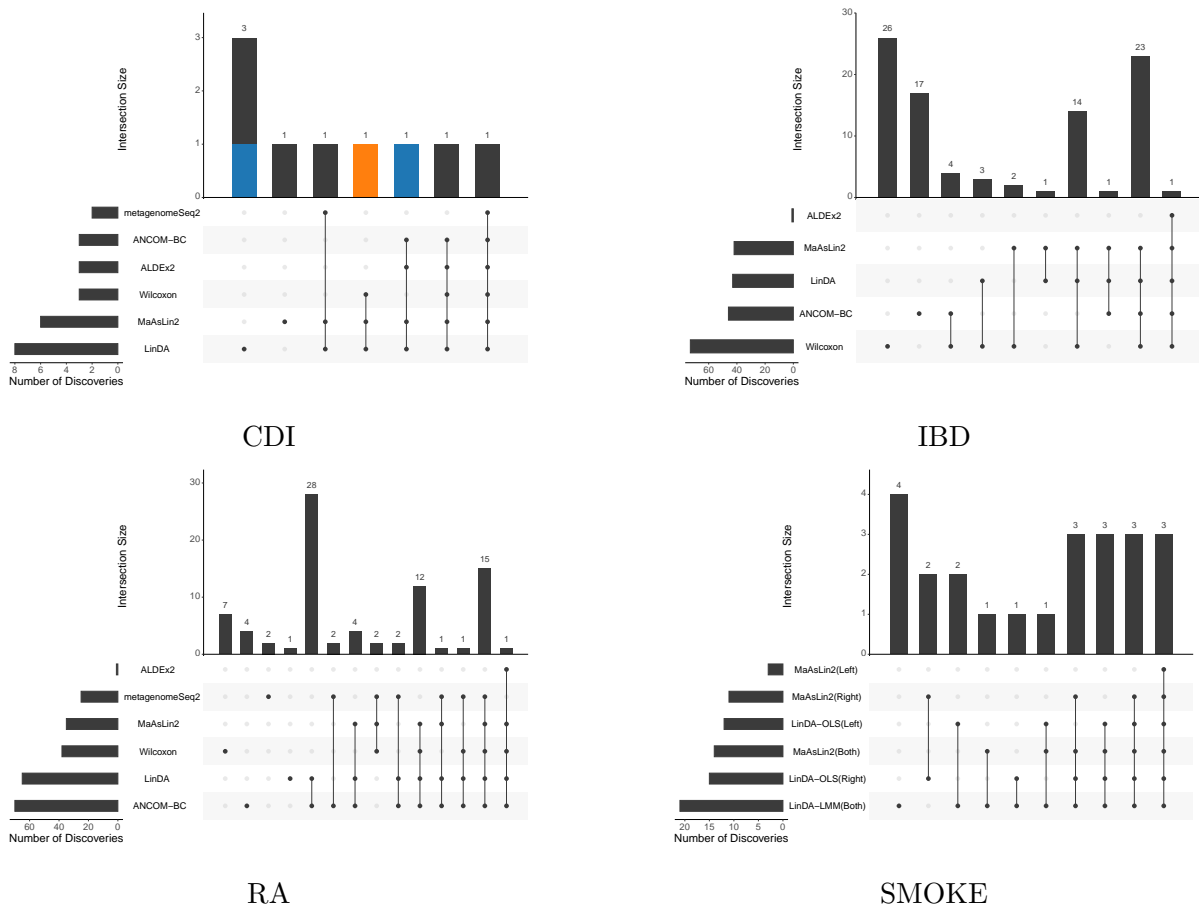 3
1
1
1
1
1
1
3
2
1
0
Intersection Size
metagenomeSeq2
ANCOM−BC
ALDEx2
Wilcoxon
MaAsLin2
LinDA
8 6 4 2 0
Number of Discoveries
CDI
26
17
4
3
2
1
14
1
23
1
30
20
10
0
Intersection Size
ALDEx2
MaAsLin2
LinDA
ANCOM−BC
Wilcoxon
60 40 20 0
Number of Discoveries
IBD
7
4
2
1
28
2
4
2
2
12
1
1
15
1
30
20
10
0
Intersection Size
ALDEx2
metagenomeSeq2
MaAsLin2
Wilcoxon
LinDA
ANCOM−BC
60 40 20 0
Number of Discoveries
RA
4
2
2
1
1
1
3
3
3
3
4
3
2
1
0
Intersection Size
MaAsLin2(Left)
MaAsLin2(Right)
LinDA−OLS(Left)
MaAsLin2(Both)
LinDA−OLS(Right)
LinDA−LMM(Both)
20 15 10 5 0
Number of Discoveries
SMOKE